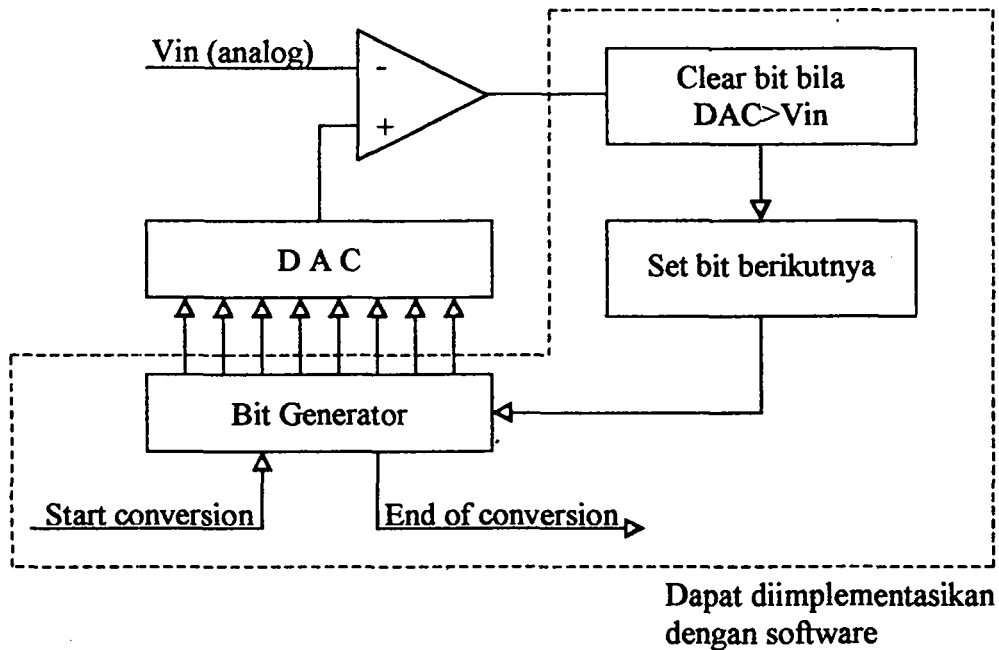 Vin (analog)
-
+
Clear bit bila
DAC>Vin
D A C
Set bit berikutnya
Bit Generator
Start conversion
End of conversion
Dapat diimplementasikan
dengan software